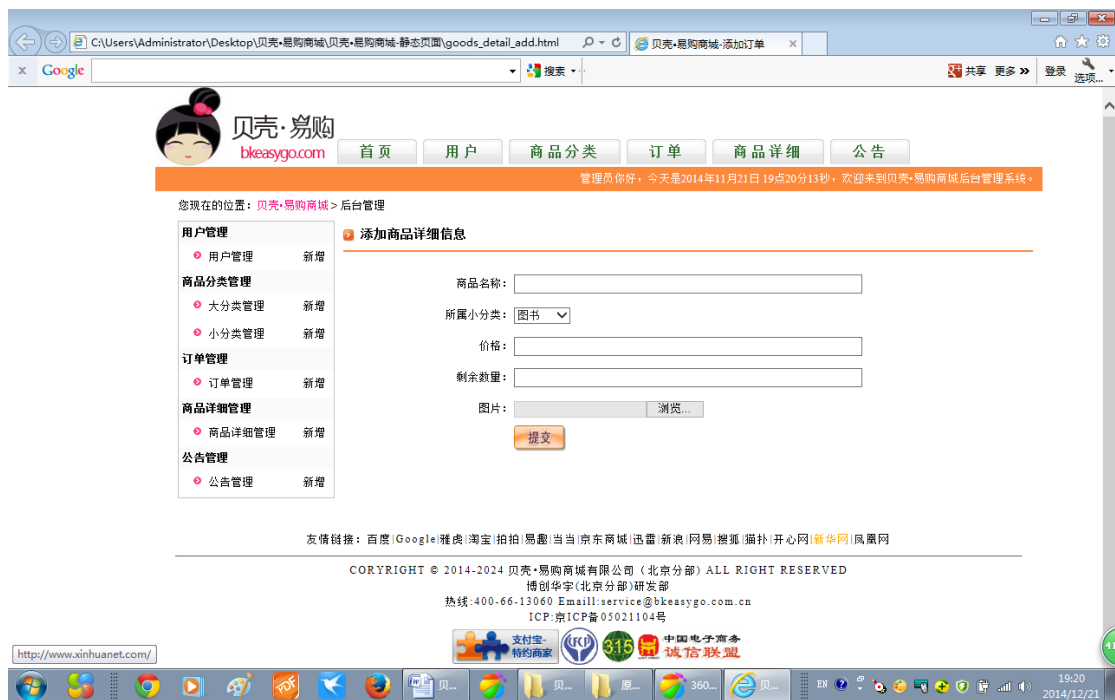 C:\Users\Administrator\Desktop\贝壳•易购商城\贝壳•易购商城-静态页面\goods_detail_add.html
贝壳•易购商城-添加订单
x Google 搜索 共享 更多 » 登录 选项...
贝壳·易购
bkeasygo.com
首页 用户 商品分类 订单 商品详细 公告
管理员你好，今天是2014年11月21日 19点20分13秒，欢迎来到贝壳•易购商城后台管理系统。
您现在的位置：贝壳•易购商城 > 后台管理
用户管理
用户管理 新增
商品分类管理
大分类管理 新增
小分类管理 新增
订单管理
订单管理 新增
商品详细管理
商品详细管理 新增
公告管理
公告管理 新增
添加商品详细信息
商品名称：
所属小分类： 图书
价格：
剩余数量：
图片： 浏览...
提交
友情链接：百度|Google|雅虎|淘宝|拍拍|易趣|当当|京东商城|迅雷|新浪|网易|搜狐|猫扑|开心网|新华网|凤凰网
CORYRIGHT © 2014-2024 贝壳•易购商城有限公司（北京分部）ALL RIGHT RESERVED
博创华宇(北京分部)研发部
热线:400-66-13060 Emaill:service@bkeasygo.com.cn
ICP:京ICP备05021104号
支付宝-
特约商家
315
中国电子商务
诚信联盟
http://www.xinhuanet.com/
41
贝... 贝... 原... 360... 贝... EN
19:20
2014/12/21